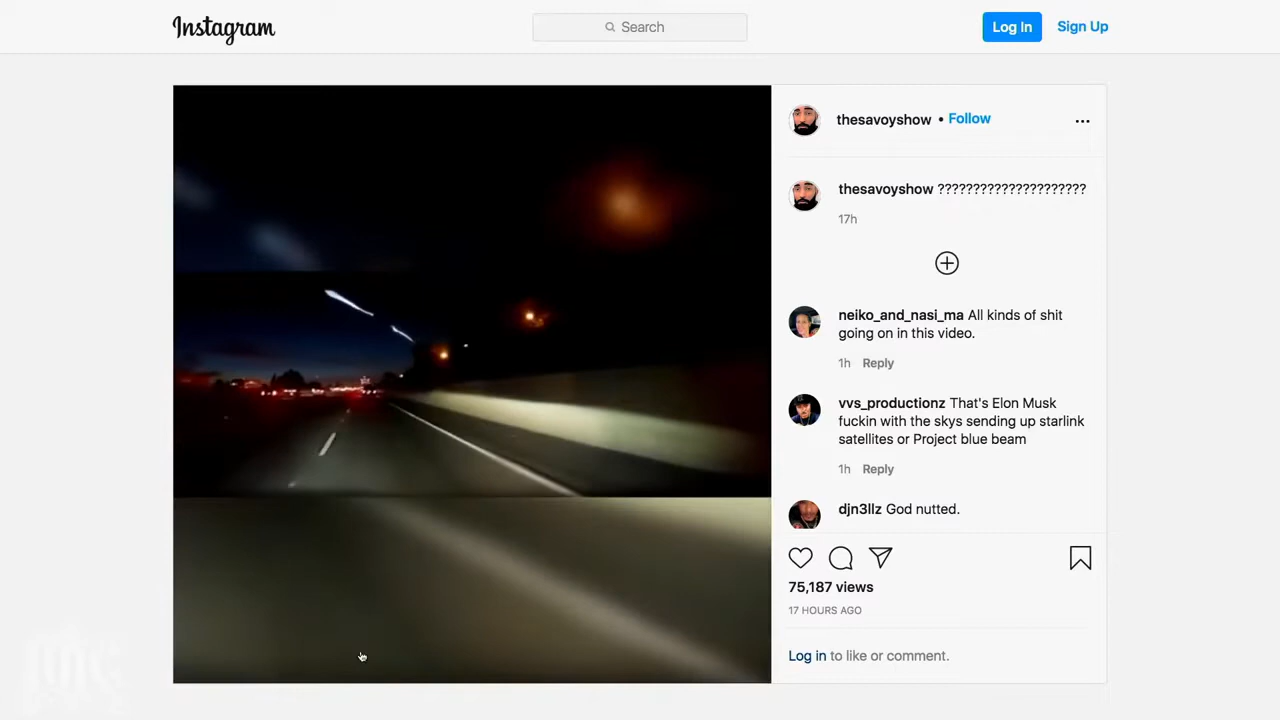 Instagram
Search
Log In
Sign Up
thesavoyshow • Follow
thesavoyshow ?????????????????????
17h
neiko_and_nasi_ma All kinds of shit
going on in this video.
1h Reply
vvs_productionz That's Elon Musk
fuckin with the skys sending up starlink
satellites or Project blue beam
1h Reply
djn3llz God nutted.
75,187 views
17 HOURS AGO
Log in to like or comment.